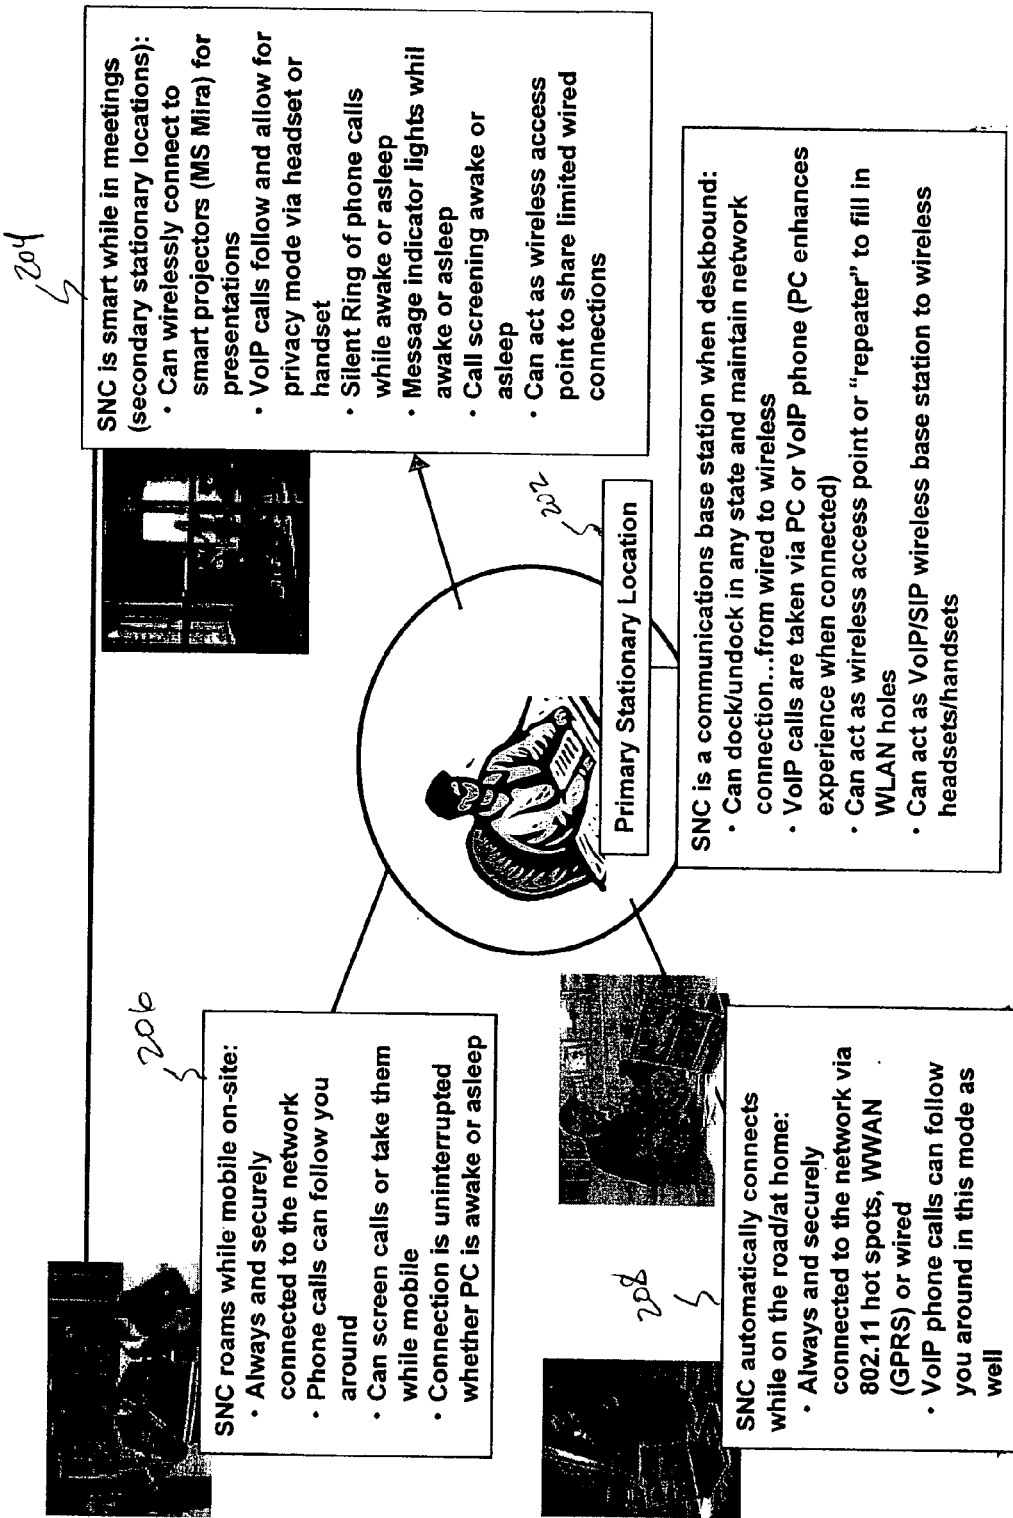 206
SNC roams while mobile on-site:
• Always and securely
connected to the network
• Phone calls can follow you
around
• Can screen calls or take them
while mobile
• Connection is uninterrupted
whether PC is awake or asleep
204
SNC is smart while in meetings
(secondary stationary locations):
• Can wirelessly connect to
smart projectors (MS Mira) for
presentations
• VoIP calls follow and allow for
privacy mode via headset or
handset
• Silent Ring of phone calls
while awake or asleep
• Message indicator lights whil
awake or asleep
• Call screening awake or
asleep
• Can act as wireless access
point to share limited wired
connections
202
Primary Stationary Location
208
SNC automatically connects
while on the road/at home:
• Always and securely
connected to the network via
802.11 hot spots, WWAN
(GPRS) or wired
• VoIP phone calls can follow
you around in this mode as
well
SNC is a communications base station when deskbound:
• Can dock/undock in any state and maintain network
connection...from wired to wireless
• VoIP calls are taken via PC or VoIP phone (PC enhances
experience when connected)
• Can act as wireless access point or “repeater” to fill in
WLAN holes
• Can act as VoIP/SIP wireless base station to wireless
headsets/handsets